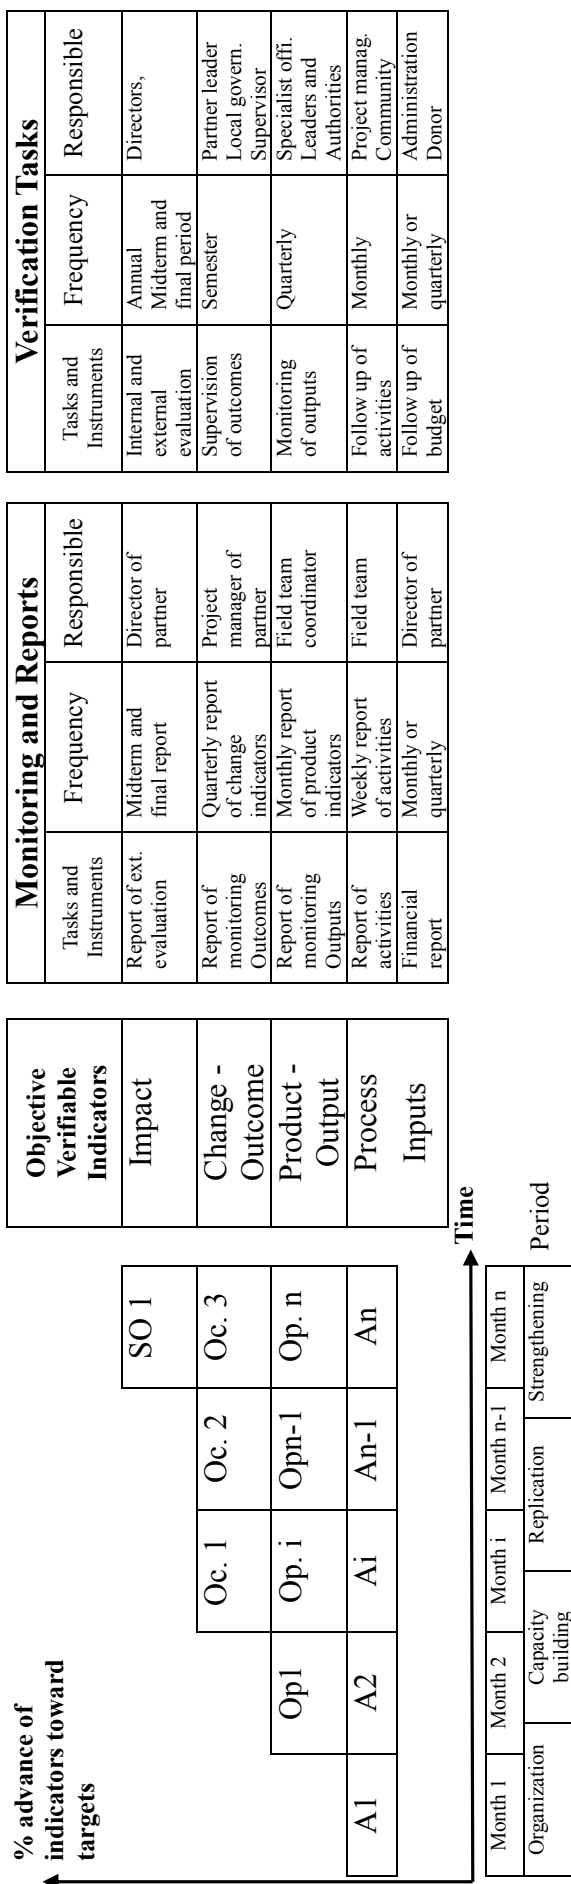 % advance of
indicators toward
targets
SO 1
Oc. 1
Oc. 2
Oc. 3
Op1
Op. i
Opn-1
Op. n
A1
A2
Ai
An-1
An
Time
Month 1
Month 2
Month i
Month n-1
Month n
Organization
Capacity
building
Replication
Strengthening
Period
Objective
Verifiable
Indicators
Impact
Change -
Outcome
Product -
Output
Process
Inputs
Monitoring and Reports
Tasks and
Instruments
Frequency
Responsible
Report of ext.
evaluation
Midterm and
final report
Director of
partner
Report of
monitoring
Outcomes
Quarterly report
of change
indicators
Project
manager of
partner
Report of
monitoring
Outputs
Monthly report
of product
indicators
Field team
coordinator
Report of
activities
Weekly report
of activities
Field team
Financial
report
Monthly or
quarterly
Director of
partner
Verification Tasks
Tasks and
Instruments
Frequency
Responsible
Internal and
external
evaluation
Annual
Midterm and
final period
Directors,
Supervision
of outcomes
Semester
Partner leader
Local govern.
Supervisor
Monitoring
of outputs
Quarterly
Specialist offi.
Leaders and
Authorities
Follow up of
activities
Monthly
Project manag.
Community
Follow up of
budget
Monthly or
quarterly
Administration
Donor